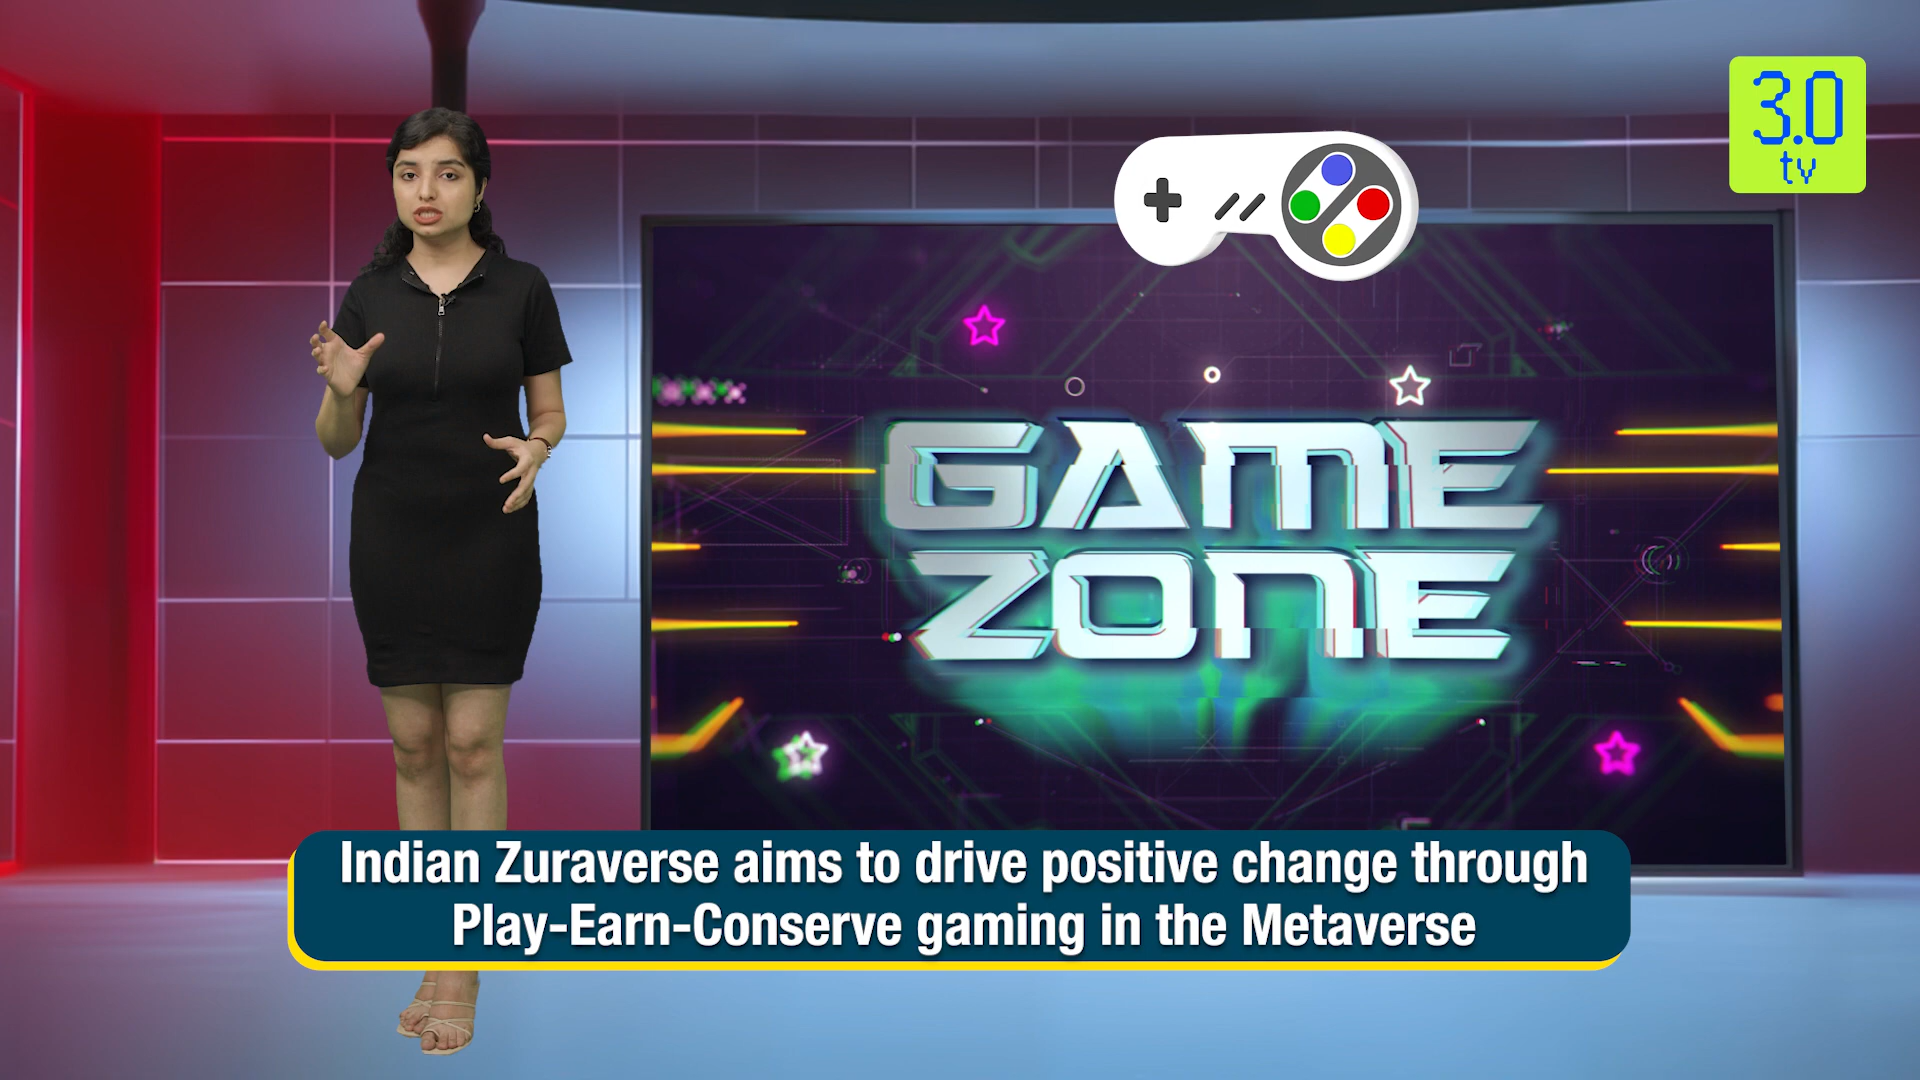 3.0
tv
GAME
ZONE
Indian Zuraverse aims to drive positive change through
Play-Earn-Conserve gaming in the Metaverse